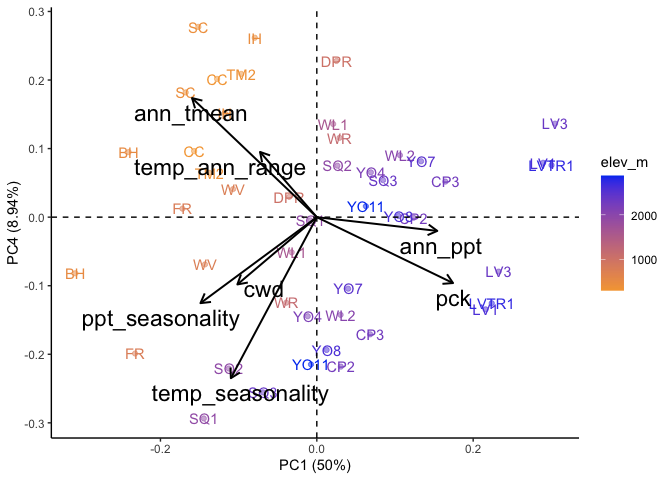 0.3
SC
IH
DPR
0.2
OC
TM2
elev_m
SC
ann_tmean
IH
WL1
LV3
0.1
WR
BH
OC
temp_ann_range
WL2
YO7
SQ2
YO4
SQ3
CP3
LV1
LVTR1
2000
TM2
WV
DPR
FR
YO11
1000
0.0
SQ1
YO8
CP2
ann_ppt
PC4 (8.94%)
WL1
WV
BH
LV3
-0.1
cwd
YO7
pck
WR
LVTR1
LV1
ppt_seasonality
YO4
WL2
CP3
-0.2
FR
YO8
SQ2
YO11
CP2
temp_seasonality
SQ3
SQ1
-0.3
-0.2
0.0
0.2
PC1 (50%)